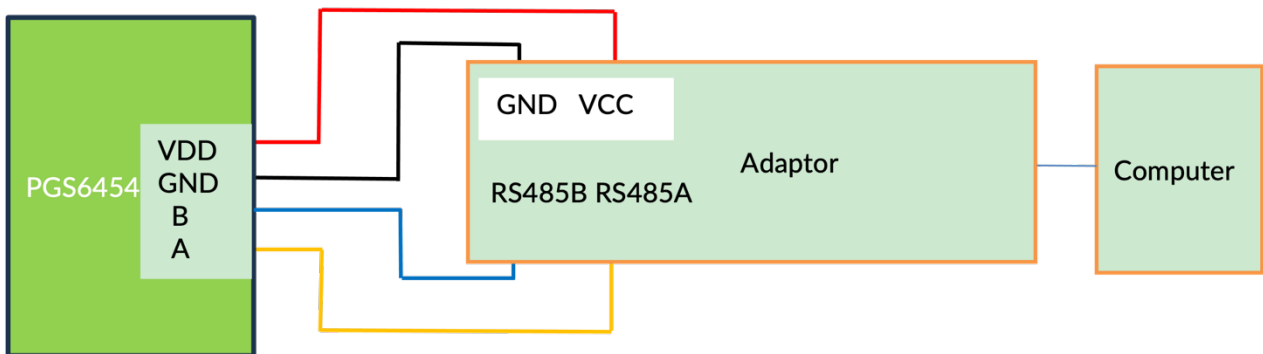 PGS6454
VDD
GND
B
A
GND VCC
RS485B RS485A
Adaptor
Computer